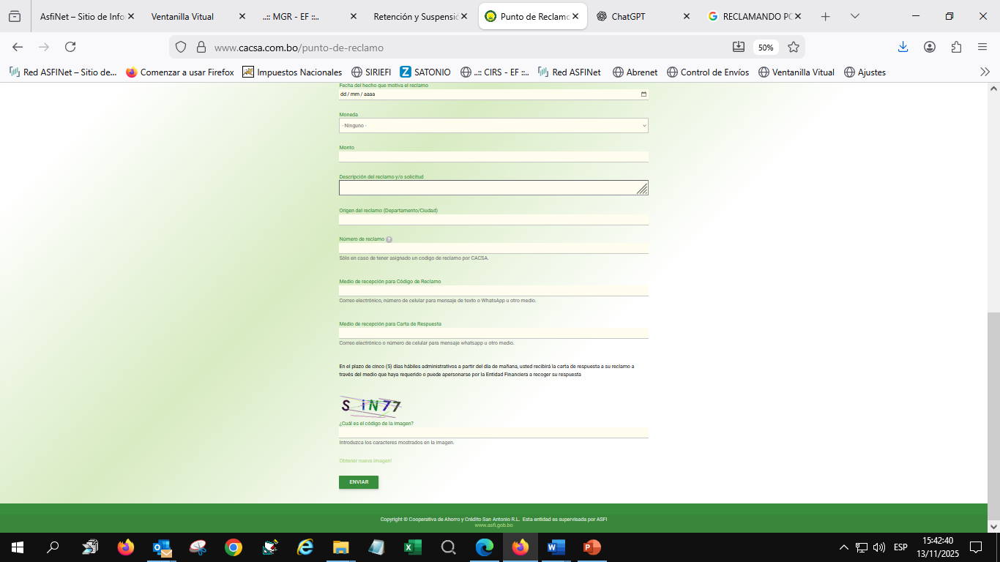 AsfiNet – Sitio de Info
Ventanilla Vitual
..:: MGR - EF ::..
Retención y Suspensió
Punto de Reclamo
ChatGPT
RECLAMANDO PO
www.cacsa.com.bo/punto-de-reclamo
50%
Red ASFINet – Sitio de...
Comenzar a usar Firefox
Impuestos Nacionales
SIRIEFI
SATONIO
..:: CIRS - EF ::..
Red ASFINet
Abrenet
Control de Envíos
Ventanilla Vitual
Ajustes
Fecha del hecho que motiva el reclamo
dd / mm / aaaa
Moneda
- Ninguno -
Monto
Descripción del reclamo y/o solicitud
Origen del reclamo (Departamento/Ciudad)
Número de reclamo ?
Sólo en caso de tener asignado un codigo de reclamo por CACSA.
Medio de recepción para Código de Reclamo
Correo electrónico, número de celular para mensaje de texto o WhatsApp u otro medio.
Medio de recepción para Carta de Respuesta
Correo electrónico o número de celular para mensaje whatsapp u otro medio.
En el plazo de cinco (5) días hábiles administrativos a partir del día de mañana, usted recibirá la carta de respuesta a su reclamo a
través del medio que haya requerido o puede apersonarse por la Entidad Financiera a recoger su respuesta
S iN77
¿Cuál es el código de la imagen?
Introduzca los caracteres mostrados en la imagen.
Obtener nueva imagen!
ENVIAR
Copyright © Cooperativa de Ahorro y Crédito San Antonio R.L. Esta entidad es supervisada por ASFI
www.asfi.gob.bo
ESP
15:42:40
13/11/2025